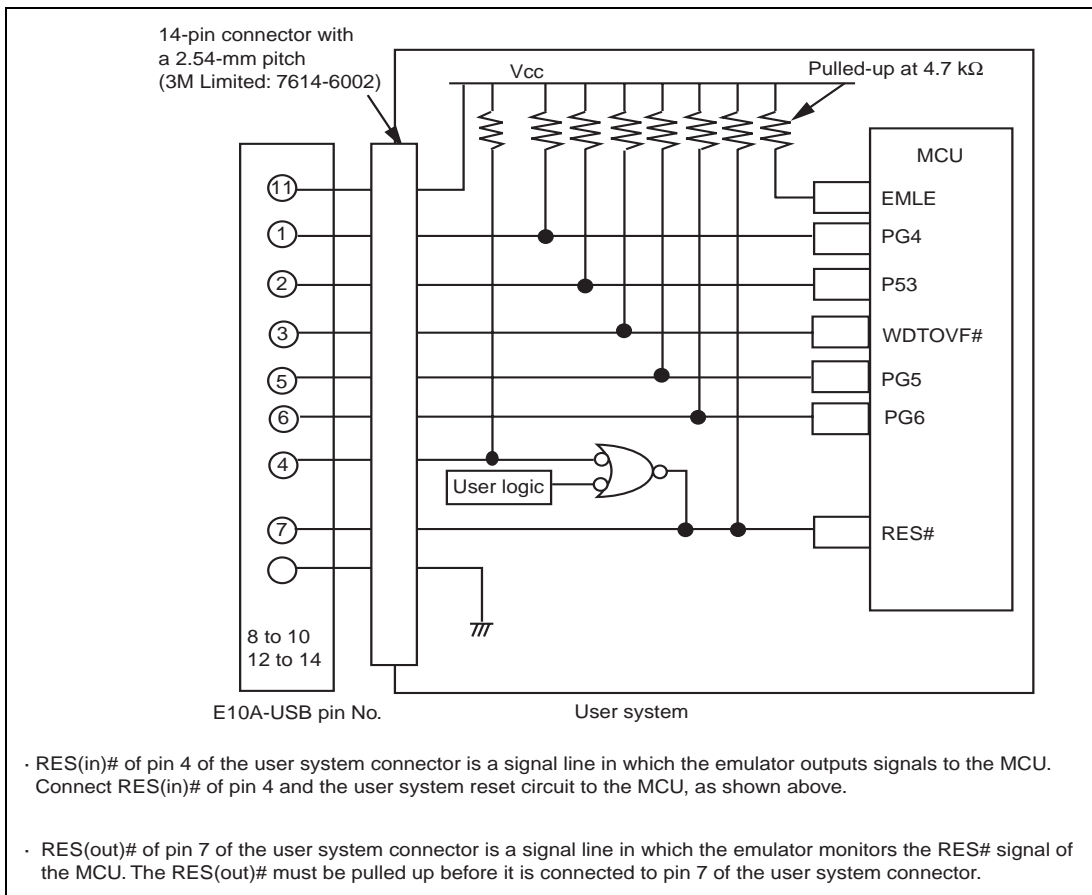 14-pin connector with
a 2.54-mm pitch
(3M Limited: 7614-6002)
Vcc
Pulled-up at 4.7 kΩ
MCU
11
EMLE
1
PG4
2
P53
3
WDTOVF#
5
PG5
6
PG6
4
User logic
7
RES#
8 to 10
12 to 14
E10A-USB pin No.
User system
· RES(in)# of pin 4 of the user system connector is a signal line in which the emulator outputs signals to the MCU.
Connect RES(in)# of pin 4 and the user system reset circuit to the MCU, as shown above.
· RES(out)# of pin 7 of the user system connector is a signal line in which the emulator monitors the RES# signal of
the MCU. The RES(out)# must be pulled up before it is connected to pin 7 of the user system connector.